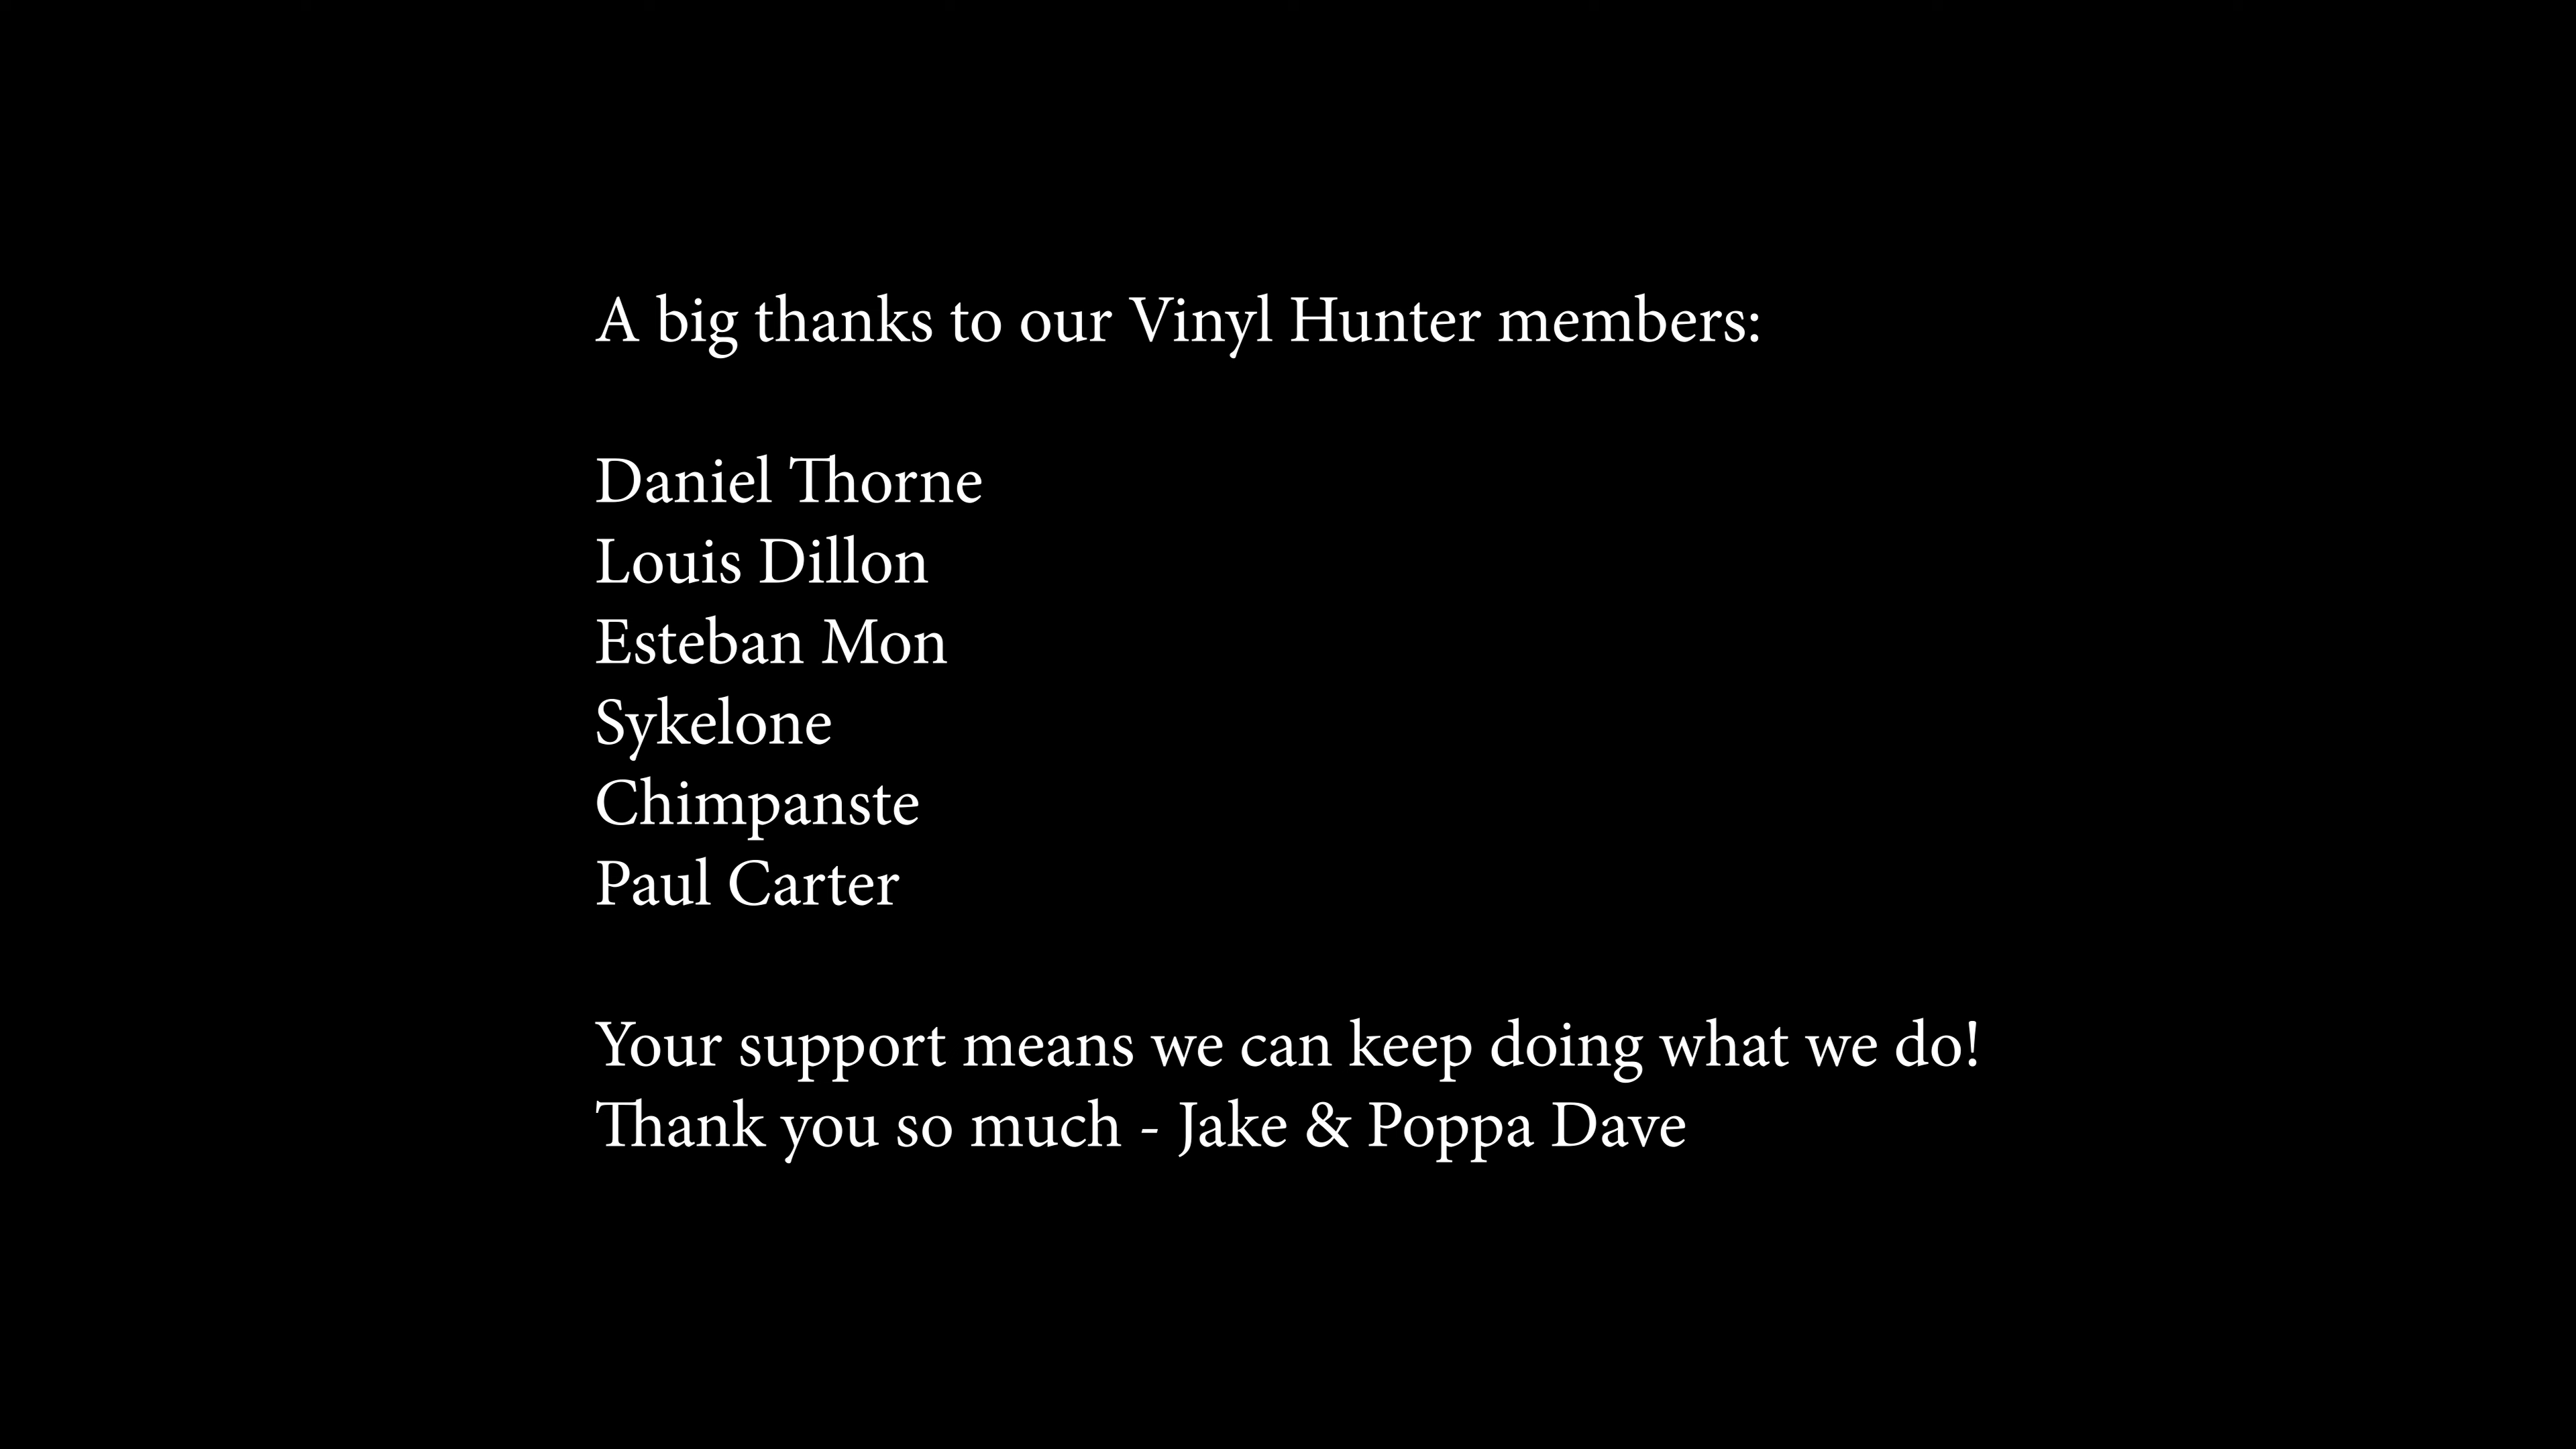 A big thanks to our Vinyl Hunter members:
Daniel Thorne
Louis Dillon
Esteban Mon
Sykelone
Chimpanste
Paul Carter
Your support means we can keep doing what we do!
Thank you so much - Jake & Poppa Dave